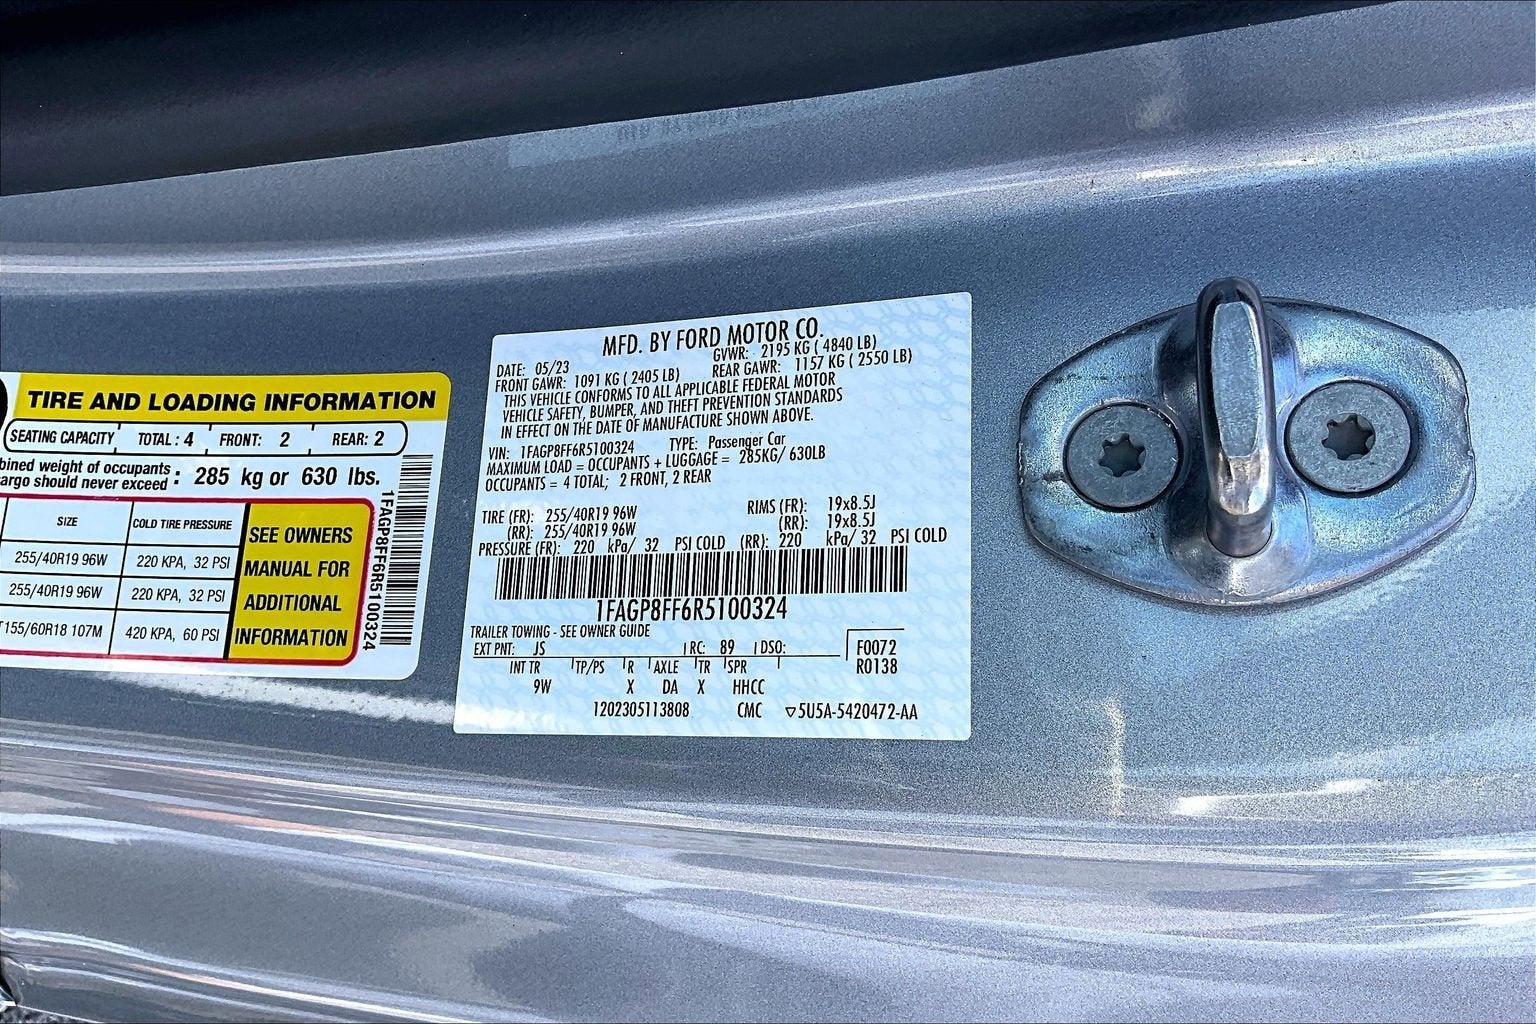 TIRE AND LOADING INFORMATION
SEATING CAPACITY TOTAL : 4 FRONT: 2 REAR: 2
of occupants : 285 kg or 630 lbs.
should never exceed
SIZE COLD TIRE PRESSURE
255/40R19 96W 220 KPA, 32 PSI
255/40R19 96W 220 KPA, 32 PSI
T155/60R18 107M 420 KPA, 60 PSI
SEE OWNERS
MANUAL FOR
ADDITIONAL
INFORMATION
1FAGP8FF6R5100324
MFD. BY FORD MOTOR CO.
DATE: 05/23 GVWR: 2195 KG ( 4840 LB)
FRONT GAWR: 1091 KG ( 2405 LB) REAR GAWR: 1157 KG ( 2550 LB)
THIS VEHICLE CONFORMS TO ALL APPLICABLE FEDERAL MOTOR
VEHICLE SAFETY, BUMPER, AND THEFT PREVENTION STANDARDS
IN EFFECT ON THE DATE OF MANUFACTURE SHOWN ABOVE.
VIN: 1FAGP8FF6R5100324 TYPE: Passenger Car
MAXIMUM LOAD = OCCUPANTS + LUGGAGE = 285KG/ 630LB
OCCUPANTS = 4 TOTAL; 2 FRONT, 2 REAR
TIRE (FR): 255/40R19 96W RIMS (FR): 19x8.5J
(RR): 255/40R19 96W (RR): 19x8.5J
PRESSURE (FR): 220 kPa/ 32 PSI COLD (RR): 220 kPa/ 32 PSI COLD
1FAGP8FF6R5100324
TRAILER TOWING - SEE OWNER GUIDE
EXT PNT: JS RC: 89 DSO: F0072
INT TR TP/PS R AXLE TR SPR R0138
9W X DA X HHCC
1202305113808 CMC ▽5U5A-5420472-AA